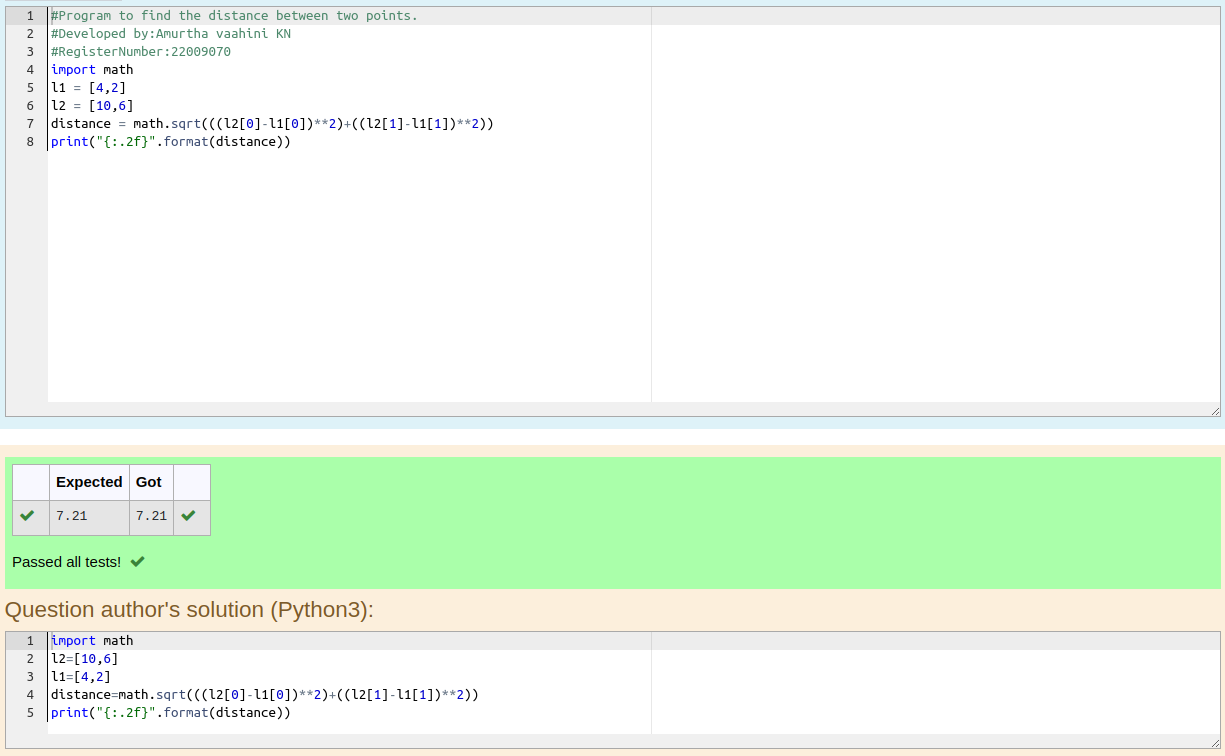 1 #Program to find the distance between two points.
2 #Developed by:Amurtha vaahini KN
3 #RegisterNumber:22009070
4 import math
5 l1 = [4,2]
6 l2 = [10,6]
7 distance = math.sqrt(((l2[0]-l1[0])**2)+((l2[1]-l1[1])**2))
8 print("{:.2f}".format(distance))
Expected Got
7.21 7.21
Passed all tests!
Question author's solution (Python3):
1 import math
2 l2=[10,6]
3 l1=[4,2]
4 distance=math.sqrt(((l2[0]-l1[0])**2)+((l2[1]-l1[1])**2))
5 print("{:.2f}".format(distance))